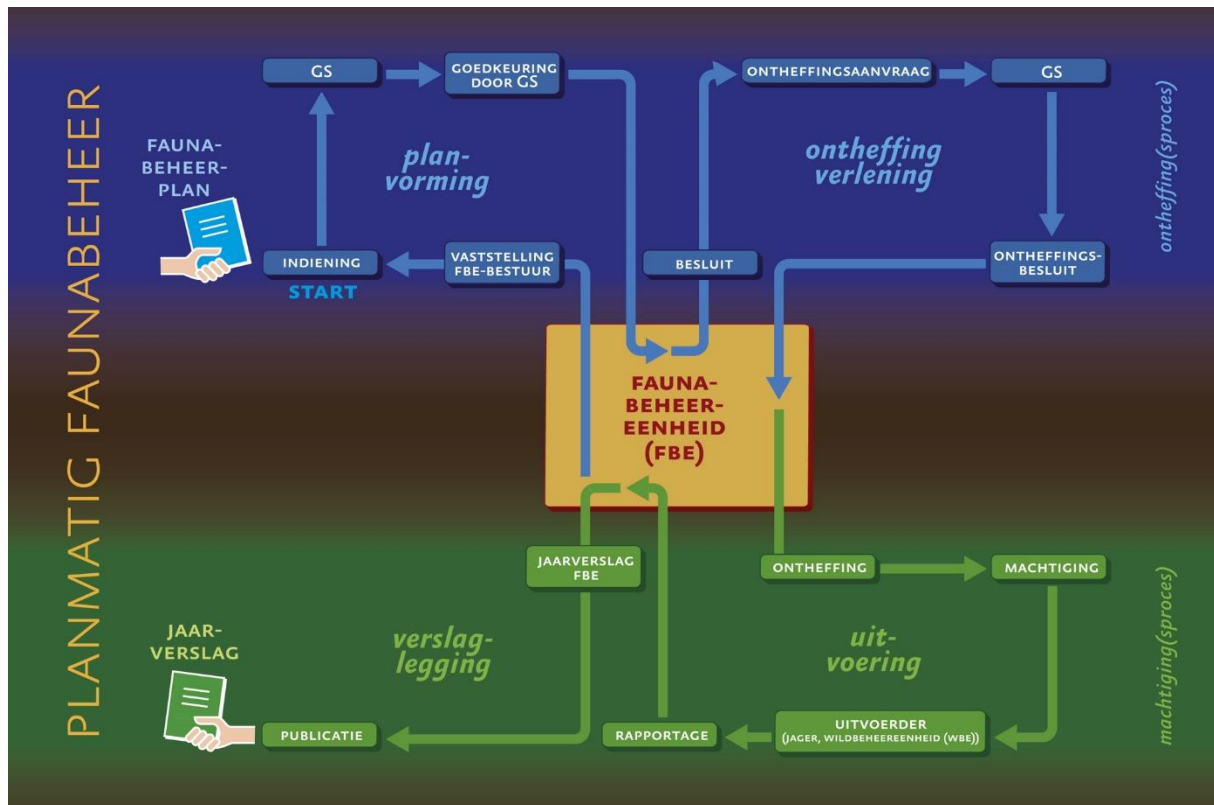 PLANMATIG FAUNABEHEER
FAUNA-
BEHEER-
PLAN
GS
GOEDKEURING
DOOR GS
ONTHEFFINGSAANVRAAG
GS
plan-
vorming
ontheffing
verlening
ontheffing(sproces)
INDIENING
START
VASTSTELLING
FBE-BESTUUR
BESLUIT
ONTHEFFINGS-
BESLUIT
FAUNA-
BEHEER-
EENHEID
(FBE)
JAARVERSLAG
FBE
ONTHEFFING
MACHTIGING
JAAR-
VERSLAG
verslag-
legging
uit-
voering
machtiging(sproces)
PUBLICATIE
RAPPORTAGE
UITVOERDER
(JAGER, WILDBEHEEREENHEID (WBE))